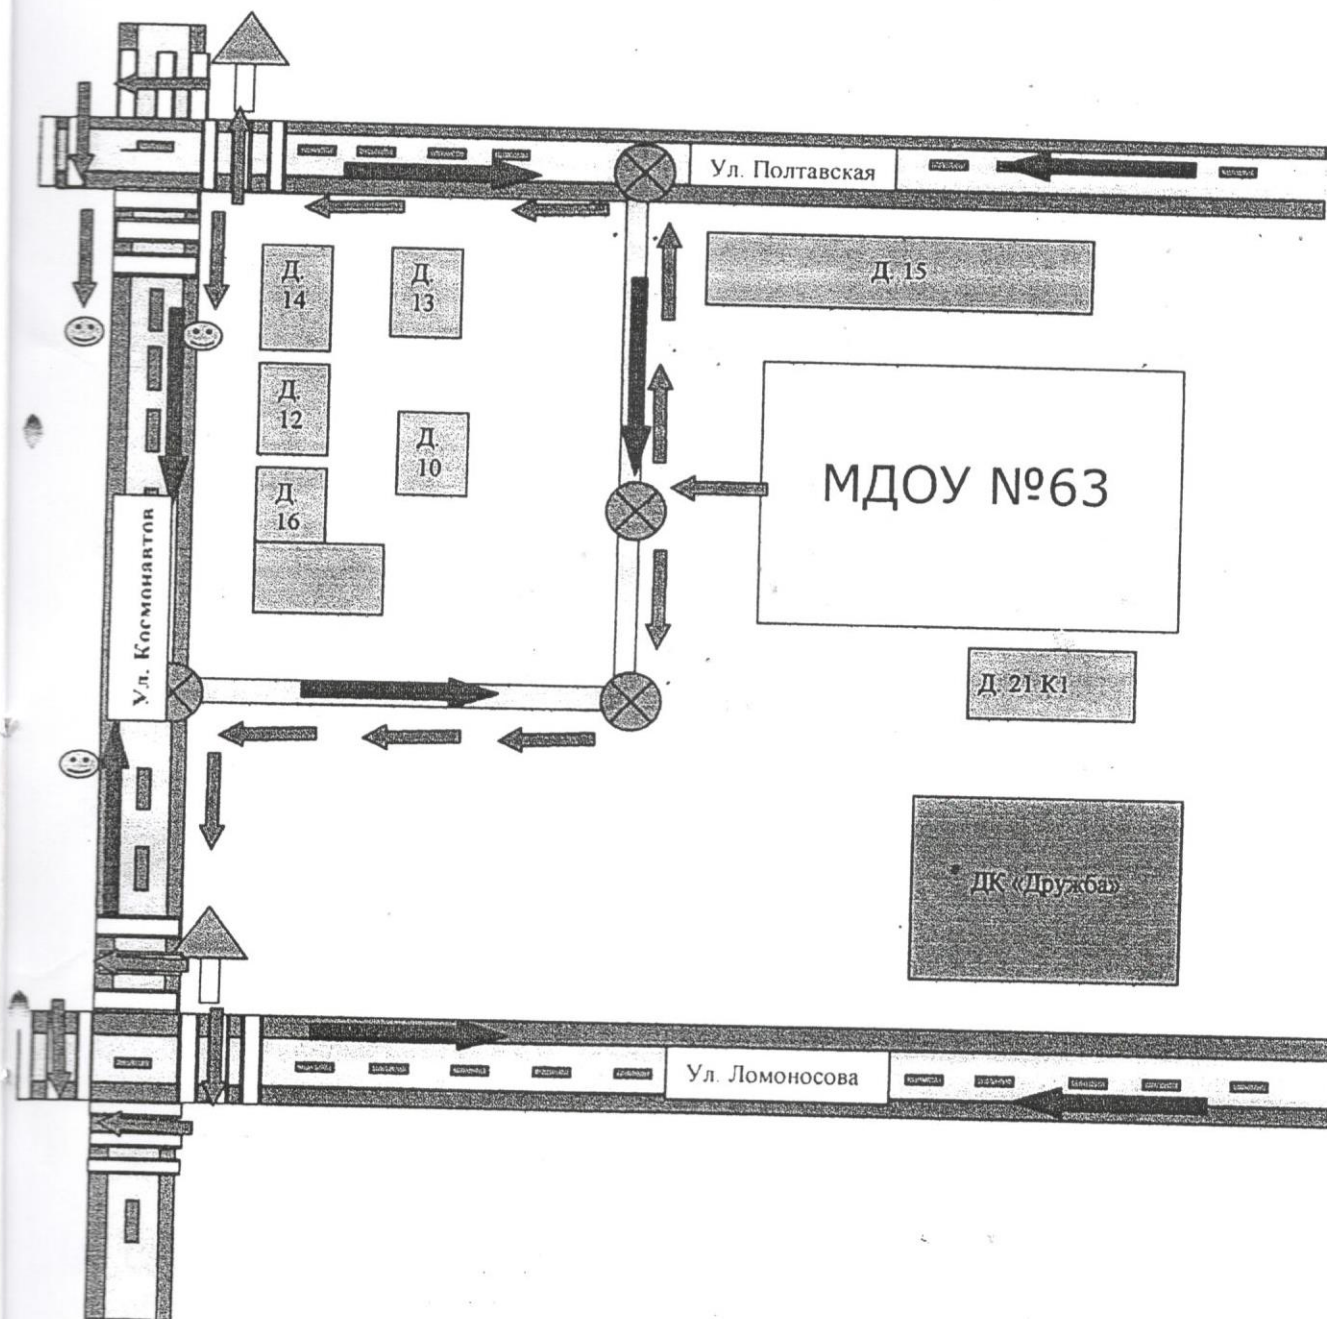 Ул. Полтавская
Д. 15
Д.
14
Д.
13
Д.
12
Д.
10
Д
16
МДОУ №63
Ул. Космонавтов
Д. 21 К1
ДК «Дружба»
Ул. Ломоносова